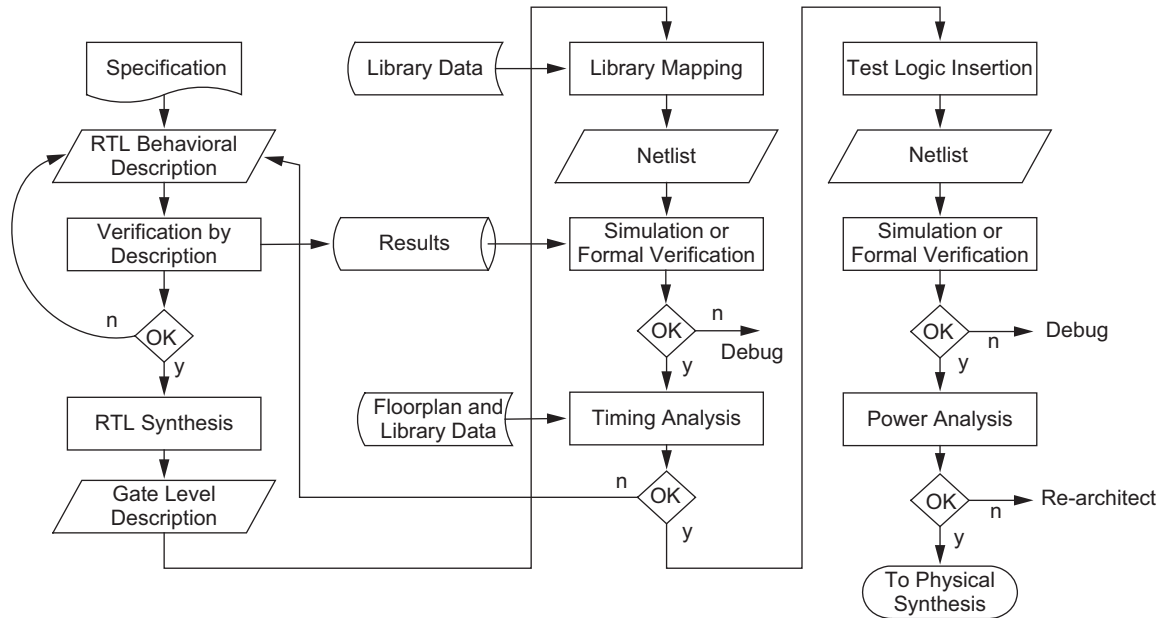 Specification
RTL Behavioral
Description
Verification by
Description
n
OK
y
RTL Synthesis
Gate Level
Description
Library Data
Results
Floorplan and
Library Data
Library Mapping
Netlist
Simulation or
Formal Verification
OK
n
Debug
y
Timing Analysis
n
OK
y
Test Logic Insertion
Netlist
Simulation or
Formal Verification
OK
n
Debug
y
Power Analysis
OK
n
Re-architect
y
To Physical
Synthesis